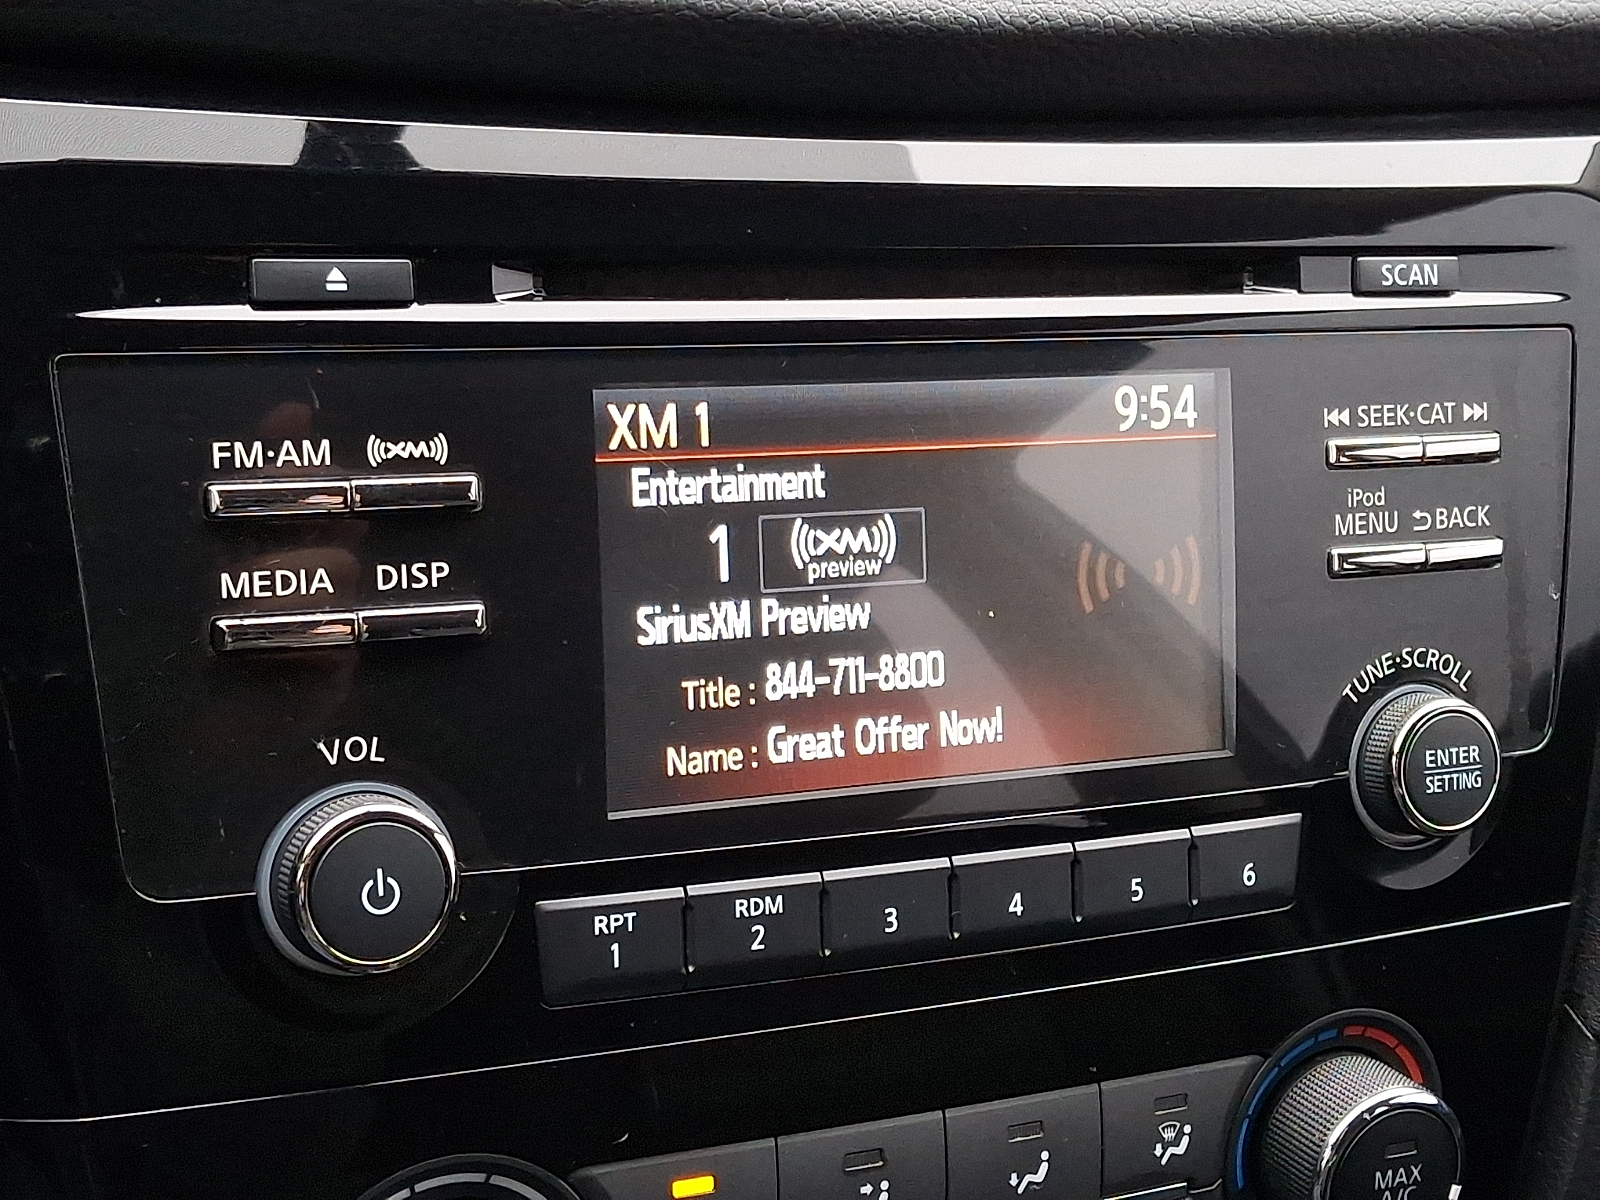 SCAN
XM 1 9:54
Entertainment
1 XM
preview
SiriusXM Preview
Title : 844-711-8800
Name : Great Offer Now!
FM·AM XM
MEDIA DISP
VOL
SEEK·CAT
iPod
MENU BACK
TUNE·SCROLL
ENTER
SETTING
RPT
1
RDM
2
3
4
5
6
MAX
A/C